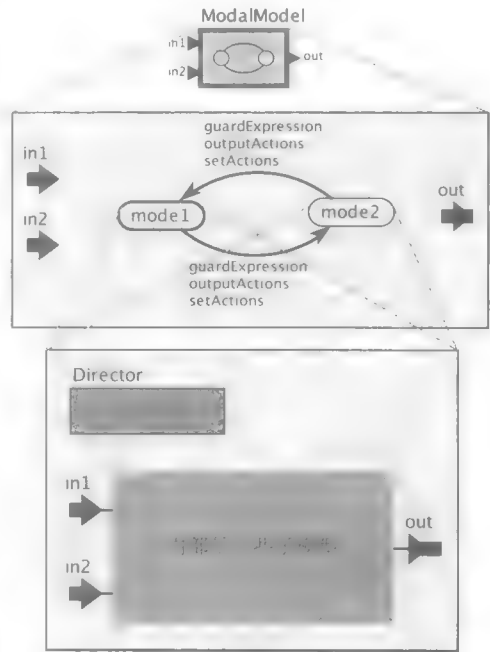 ModalModel
in1
in2
out
guardExpression
outputActions
setActions
in1
in2
out
mode1
mode2
guardExpression
outputActions
setActions
Director
in1
in2
out